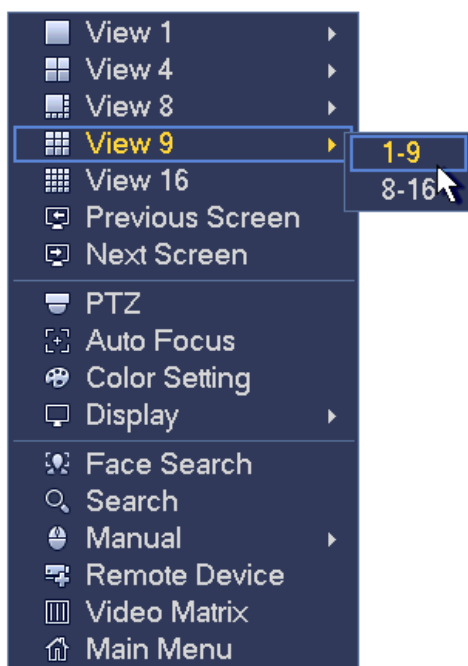 View 1
View 4
View 8
View 9
1-9
View 16
8-16
Previous Screen
Next Screen
PTZ
Auto Focus
Color Setting
Display
Face Search
Search
Manual
Remote Device
Video Matrix
Main Menu